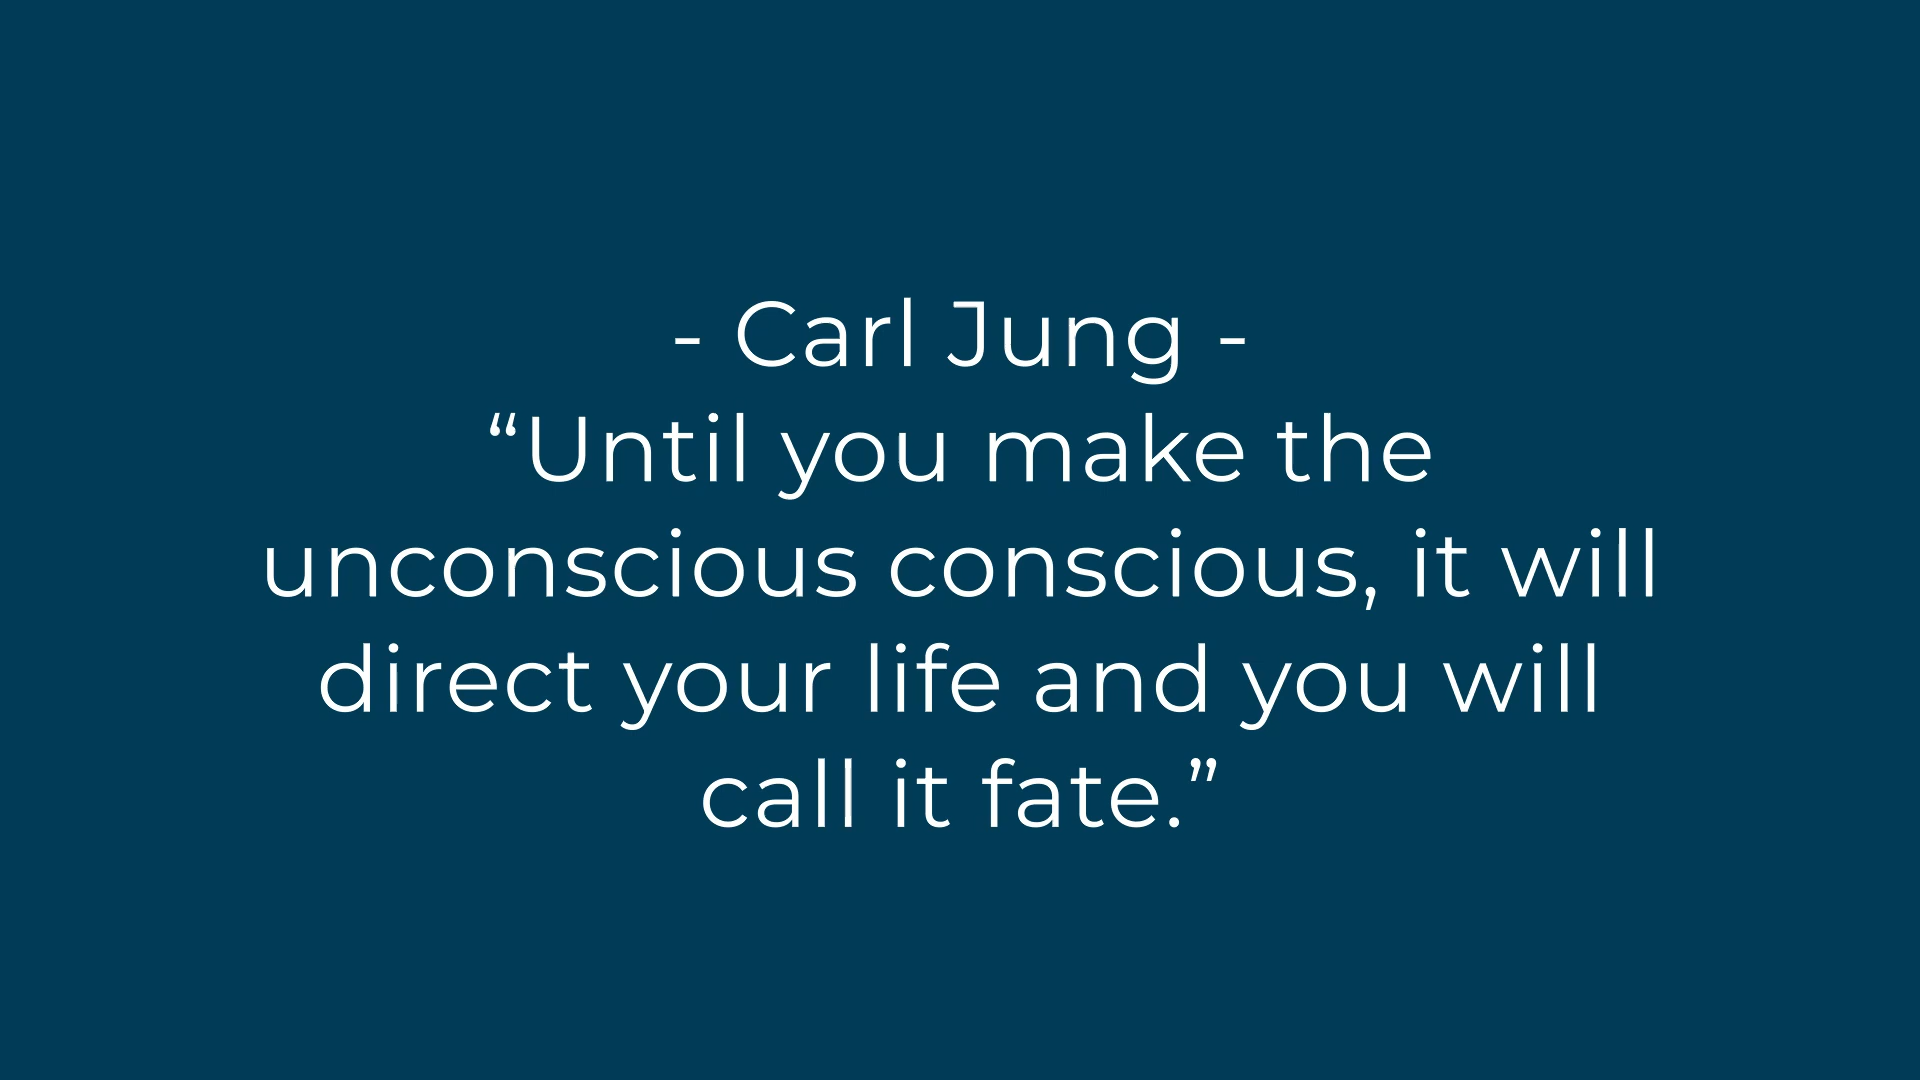 - Carl Jung -
“Until you make the
unconscious conscious, it will
direct your life and you will
call it fate.”